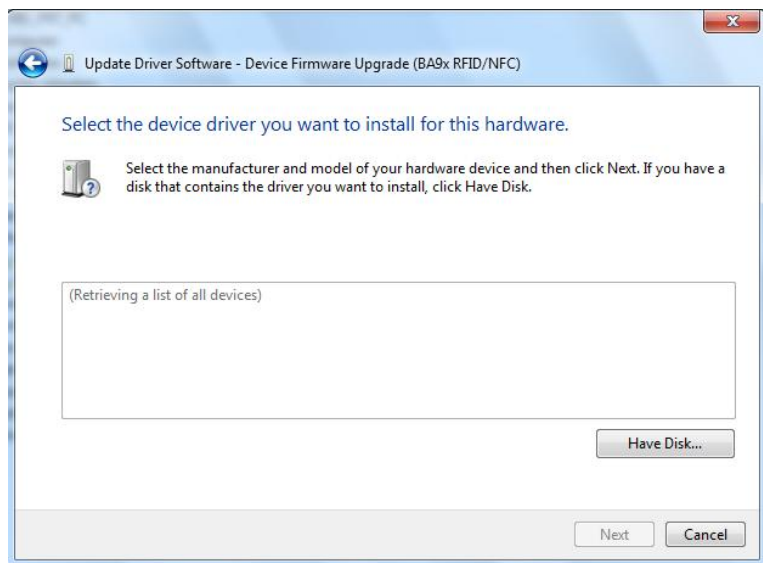 Update Driver Software - Device Firmware Upgrade (BA9x RFID/NFC)
Select the device driver you want to install for this hardware.
Select the manufacturer and model of your hardware device and then click Next. If you have a
disk that contains the driver you want to install, click Have Disk.
(Retrieving a list of all devices)
Have Disk...
Next
Cancel